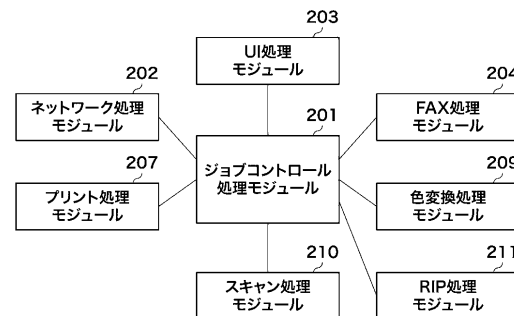 203
UI処理
モジュール
202
ネットワーク処理
モジュール
204
FAX処理
モジュール
201
ジョブコントロール
処理モジュール
207
プリント処理
モジュール
209
色変換処理
モジュール
210
スキャン処理
モジュール
211
RIP処理
モジュール